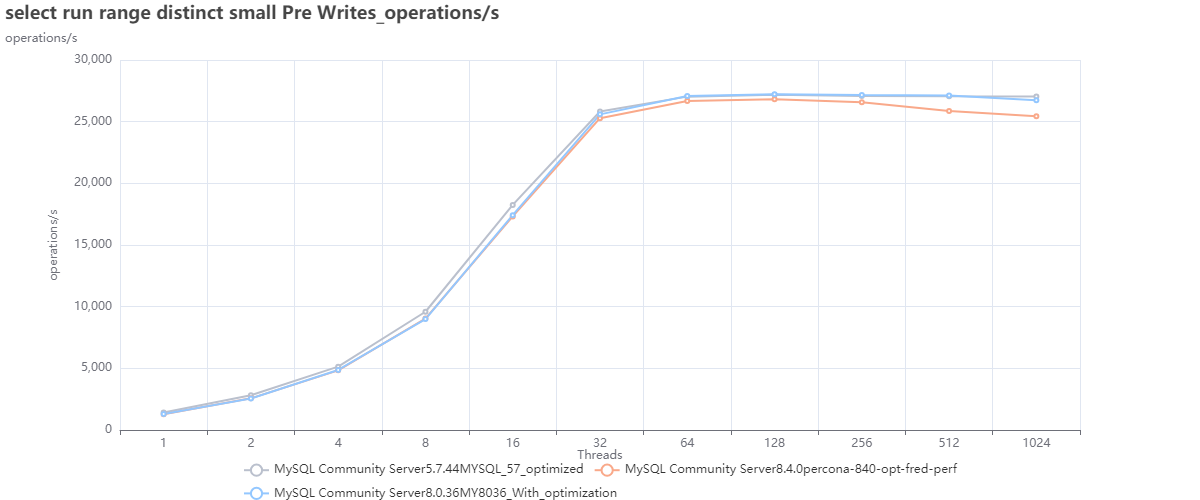 select run range distinct small Pre Writes_operations/s
operations/s
30,000
25,000
20,000
15,000
10,000
5,000
0
operations/s
1 2 4 8 16 32 64 128 256 512 1024
Threads
MySQL Community Server5.7.44MYSQL_57_optimized MySQL Community Server8.4.0percona-840-opt-fred-perf
MySQL Community Server8.0.36MY8036_With_optimization